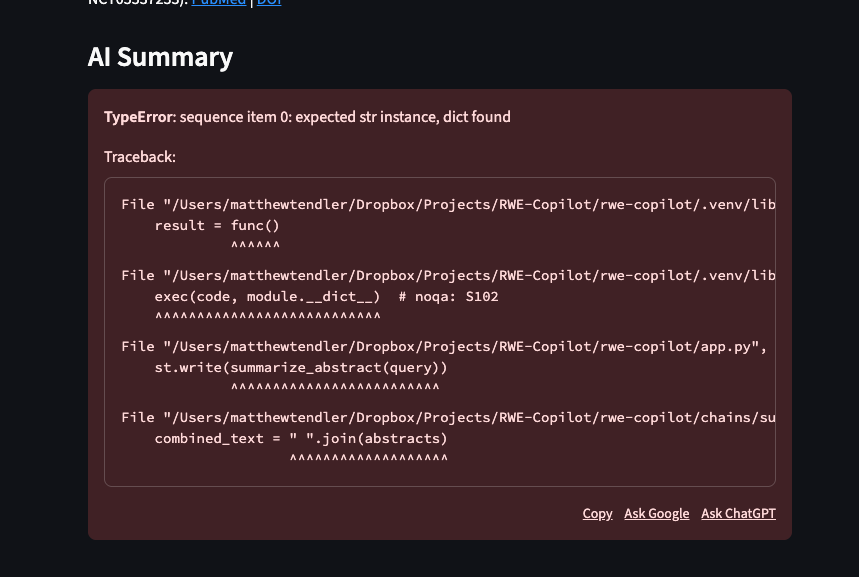 NCT05537233): PubMed | DOI
AI Summary
TypeError: sequence item 0: expected str instance, dict found
Traceback:
File "/Users/matthewtendler/Dropbox/Projects/RWE-Copilot/rwe-copilot/.venv/lib
result = func()
^^^^^^
File "/Users/matthewtendler/Dropbox/Projects/RWE-Copilot/rwe-copilot/.venv/lib
exec(code, module.__dict__)  # noqa: S102
^^^^^^^^^^^^^^^^^^^^^^^^^^^
File "/Users/matthewtendler/Dropbox/Projects/RWE-Copilot/rwe-copilot/app.py",
st.write(summarize_abstract(query))
^^^^^^^^^^^^^^^^^^^^^^^^^
File "/Users/matthewtendler/Dropbox/Projects/RWE-Copilot/rwe-copilot/chains/su
combined_text = " ".join(abstracts)
^^^^^^^^^^^^^^^^^^^
Copy Ask Google Ask ChatGPT